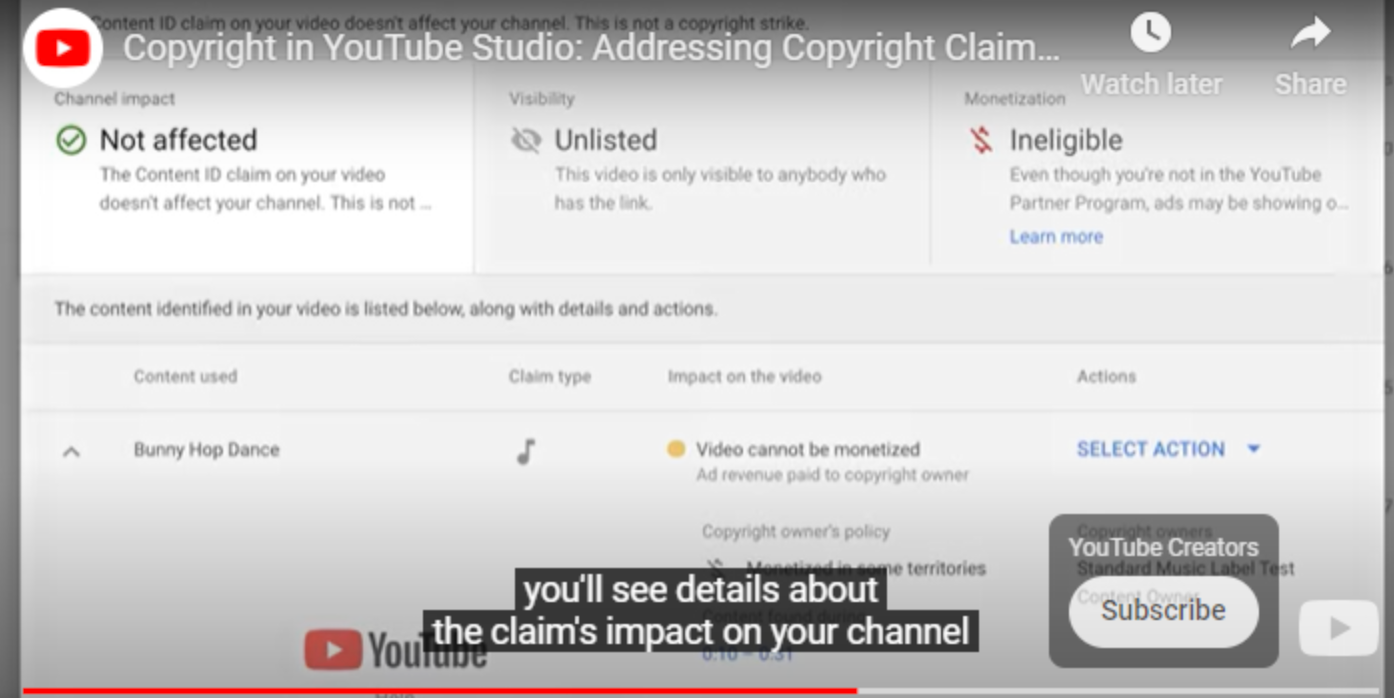 Content ID claim on your video doesn't affect your channel. This is not a copyright strike.
Copyright in YouTube Studio: Addressing Copyright Claim...
Watch later
Share
Channel impact
Not affected
The Content ID claim on your video
doesn't affect your channel. This is not ...
Visibility
Unlisted
This video is only visible to anybody who
has the link.
Monetization
Ineligible
Even though you're not in the YouTube
Partner Program, ads may be showing o...
Learn more
The content identified in your video is listed below, along with details and actions.
Content used
Claim type
Impact on the video
Actions
Bunny Hop Dance
Video cannot be monetized
Ad revenue paid to copyright owner
SELECT ACTION
Copyright owner's policy
Monetized in some territories
Copyright owners
Standard Music Label Test
Content Owner
YouTube Creators
Subscribe
you'll see details about
the claim's impact on your channel
YouTube
0:10 – 0:31